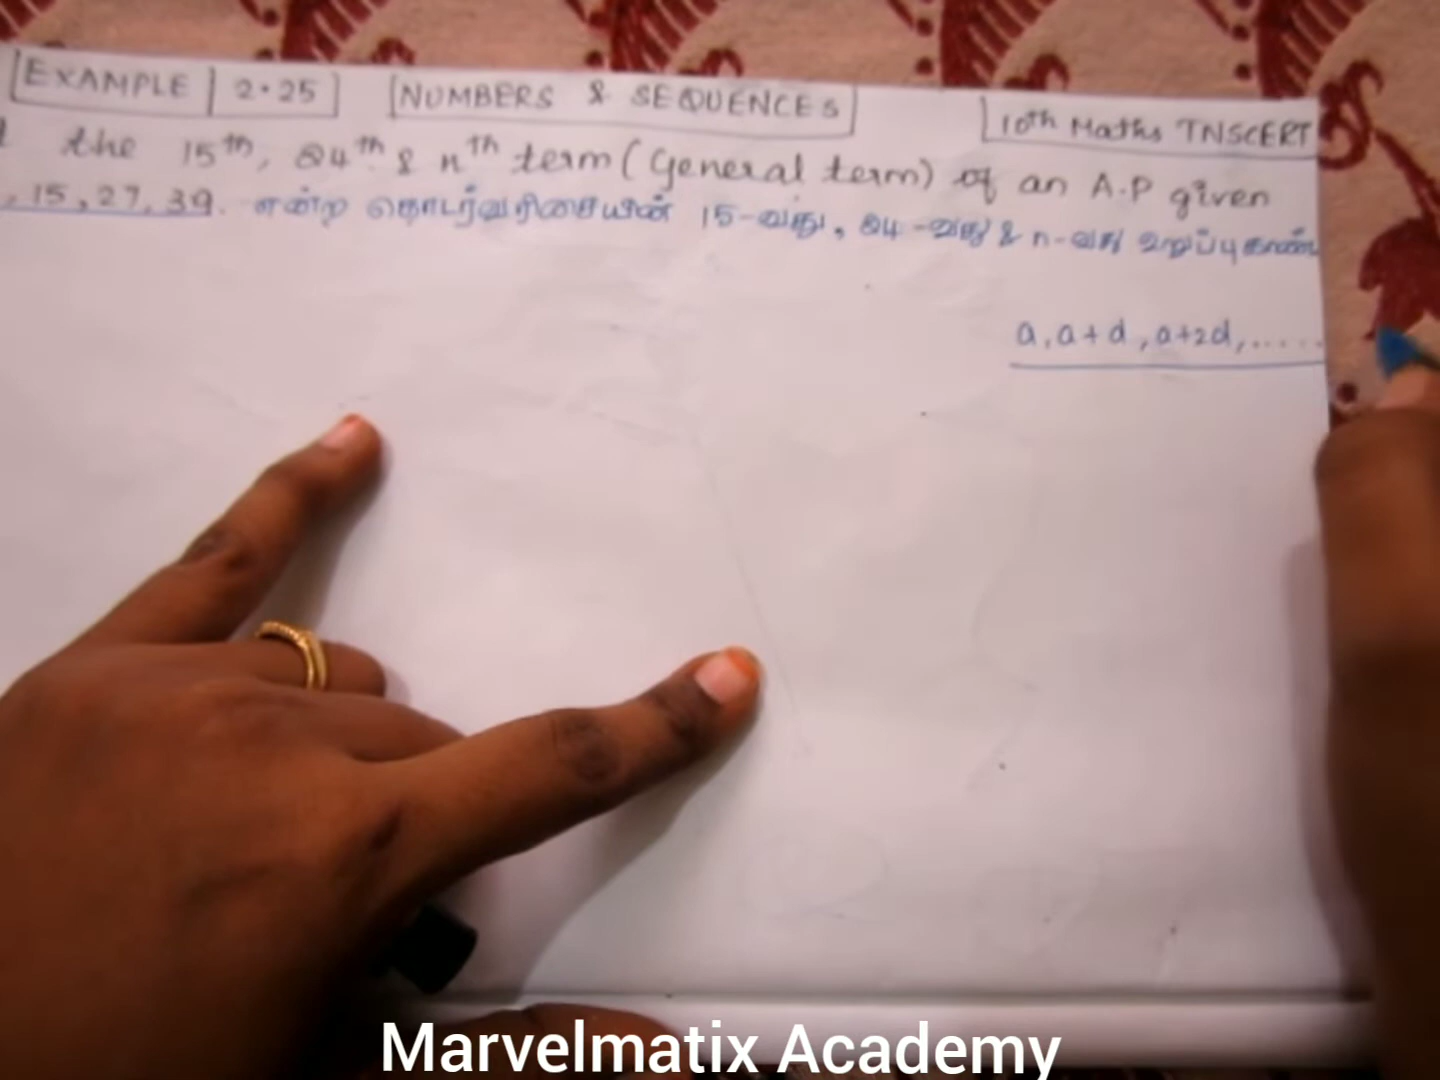 EXAMPLE 2.25 NUMBERS & SEQUENCES 10th Maths TNSCERT
the 15th, 24th & nth term (General term) of an A.P given
, 15, 27, 39. என்ற தொடர்வரிசையின் 15-வது, 24-வது & n-வது உறுப்பு காண்
a, a+d, a+2d, .....
Marvelmatix Academy